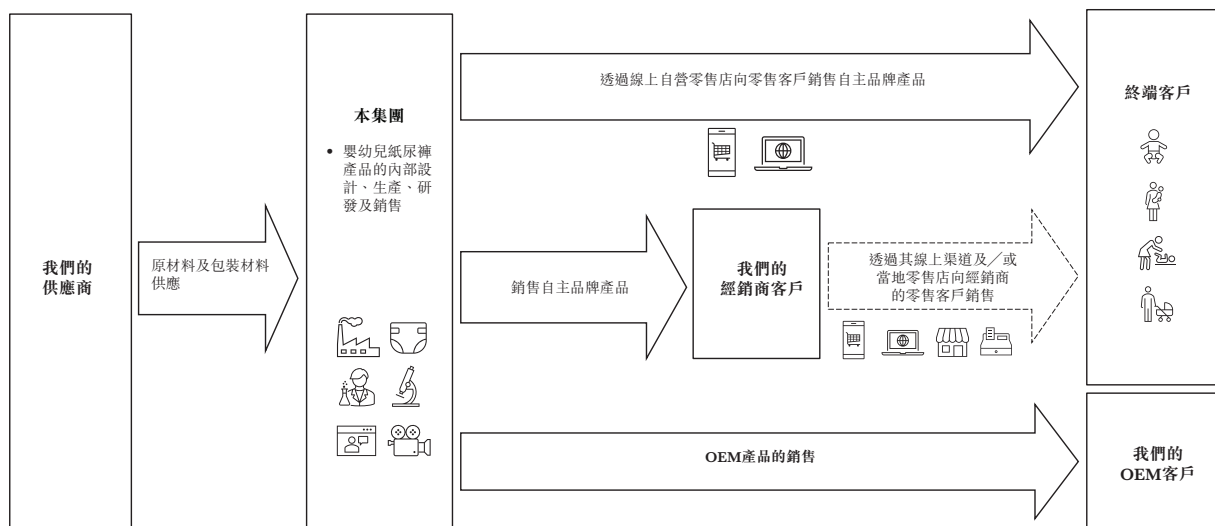 我們的
供應商
原材料及包裝材料
供應
本集團
• 嬰幼兒紙尿褲
產品的內部設
計、生產、研
發及銷售
透過線上自營零售店向零售客戶銷售自主品牌產品
銷售自主品牌產品
我們的
經銷商客戶
透過其線上渠道及／或
當地零售店向經銷商
的零售客戶銷售
終端客戶
OEM產品的銷售
我們的
OEM客戶